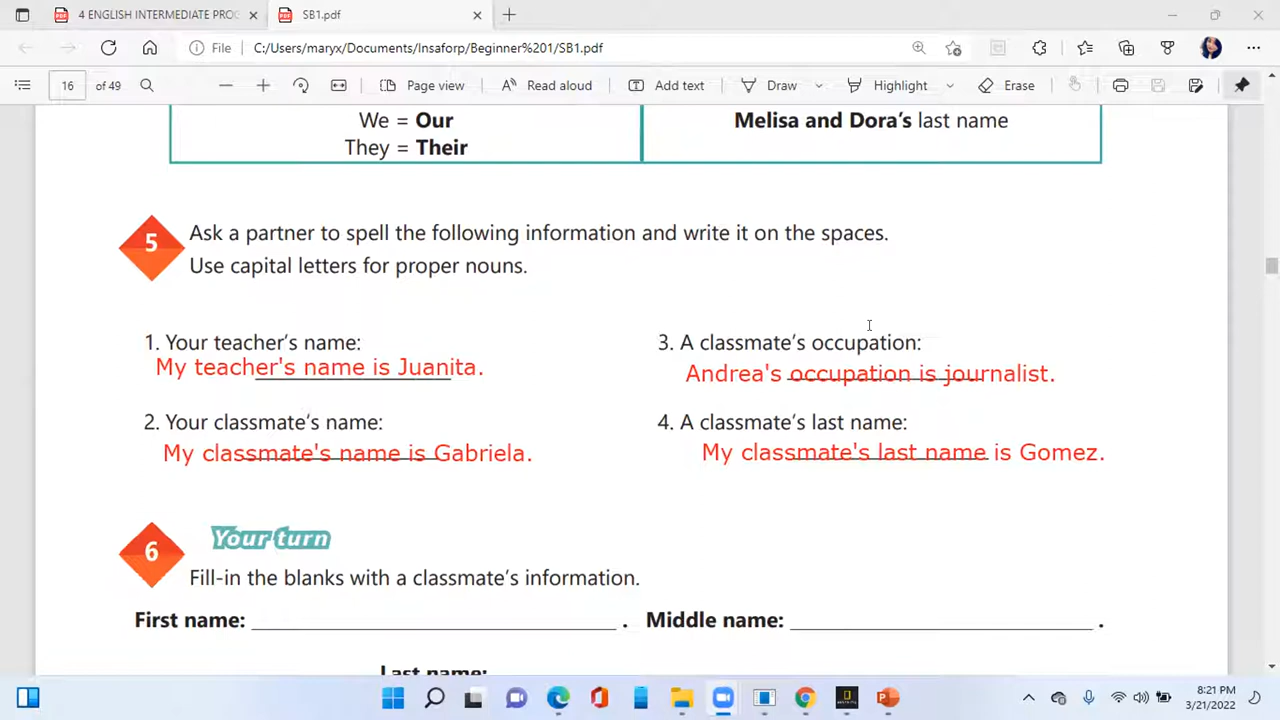 4 ENGLISH INTERMEDIATE PROG
SB1.pdf
File
C:/Users/maryx/Documents/Insaforp/Beginner%201/SB1.pdf
16 of 49
Page view
Read aloud
Add text
Draw
Highlight
Erase
We = Our
They = Their
Melisa and Dora's last name
5
Ask a partner to spell the following information and write it on the spaces.
Use capital letters for proper nouns.
1. Your teacher's name:
My teacher's name is Juanita.
2. Your classmate's name:
My classmate's name is Gabriela.
3. A classmate's occupation:
Andrea's occupation is journalist.
4. A classmate's last name:
My classmate's last name is Gomez.
6
Your turn
Fill-in the blanks with a classmate's information.
First name: ______________________________ .
Middle name: _________________________ .
Last name:
8:21 PM
3/21/2022